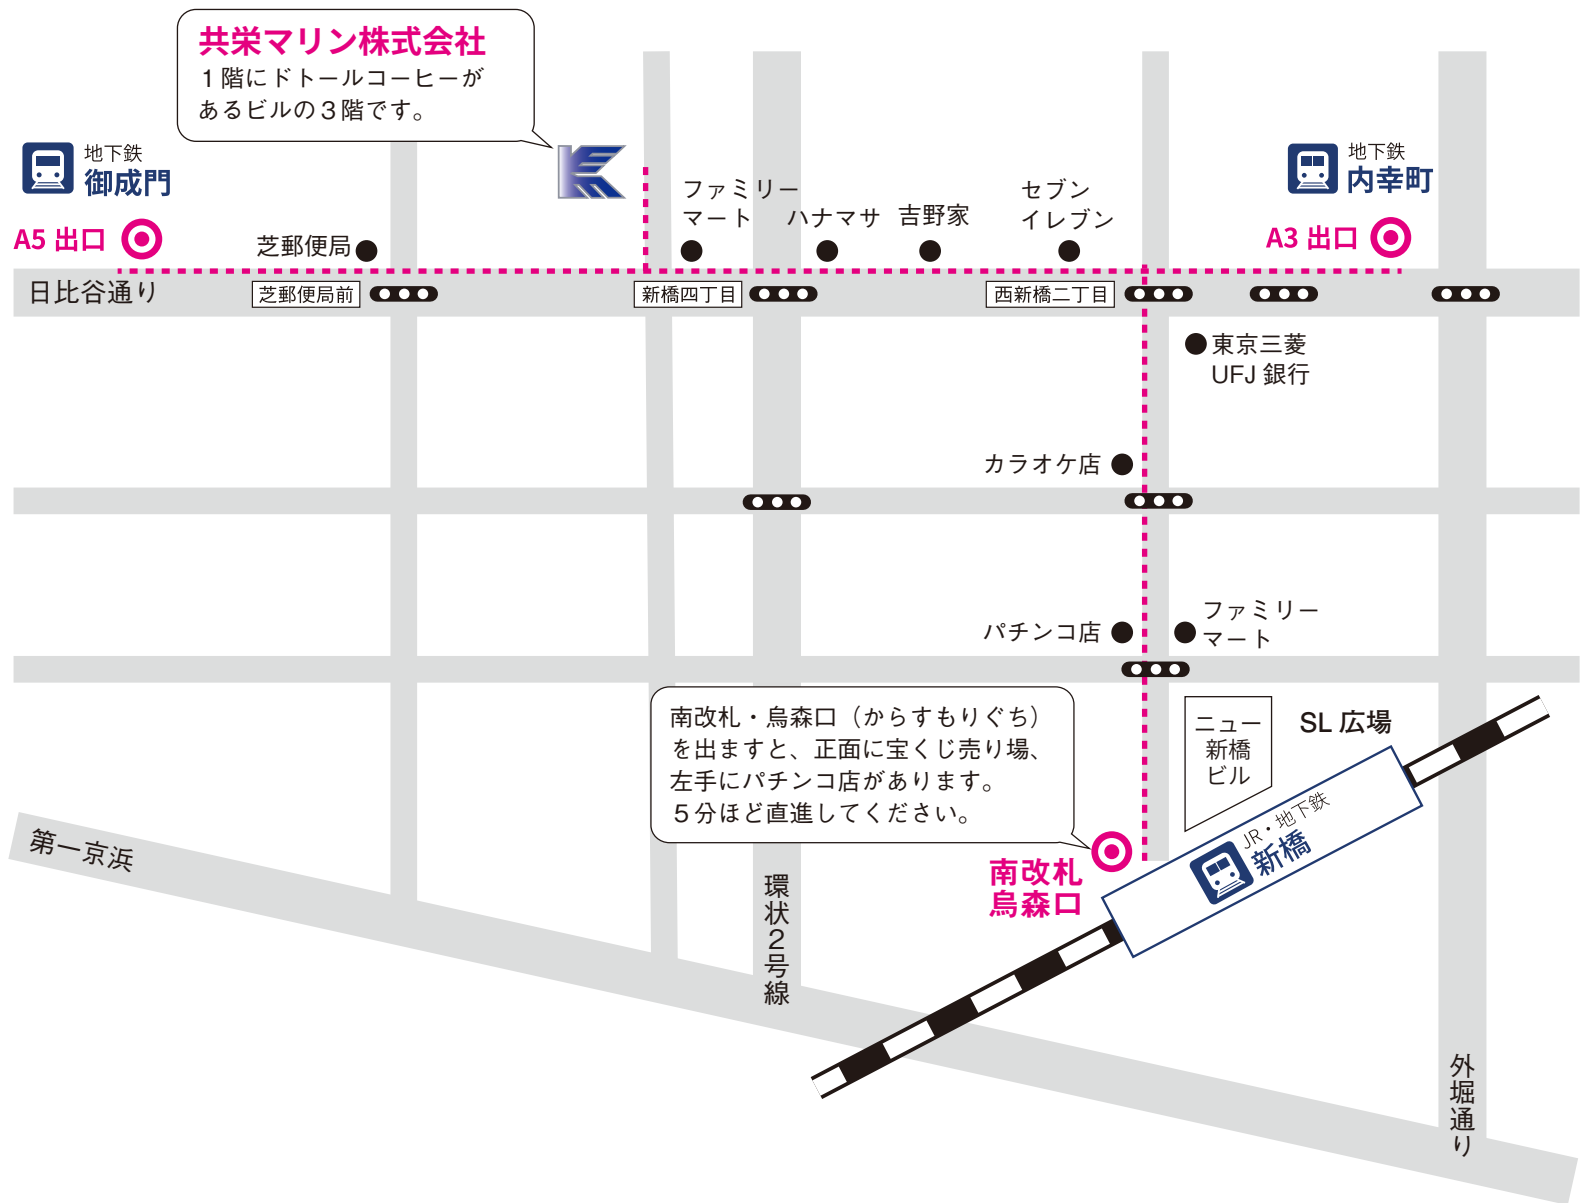 共栄マリン株式会社
1階にドトールコーヒーが
あるビルの3階です。
地下鉄
御成門
A5 出口
芝郵便局
ファミリー
マート
ハナマサ
吉野家
セブン
イレブン
地下鉄
内幸町
A3 出口
日比谷通り
芝郵便局前
新橋四丁目
西新橋二丁目
東京三菱
UFJ 銀行
カラオケ店
パチンコ店
ファミリー
マート
南改札・烏森口（からすもりぐち）
を出ますと、正面に宝くじ売り場、
左手にパチンコ店があります。
5分ほど直進してください。
ニュー
新橋
ビル
SL 広場
JR・地下鉄
新橋
南改札
烏森口
第一京浜
環状2号線
外堀通り